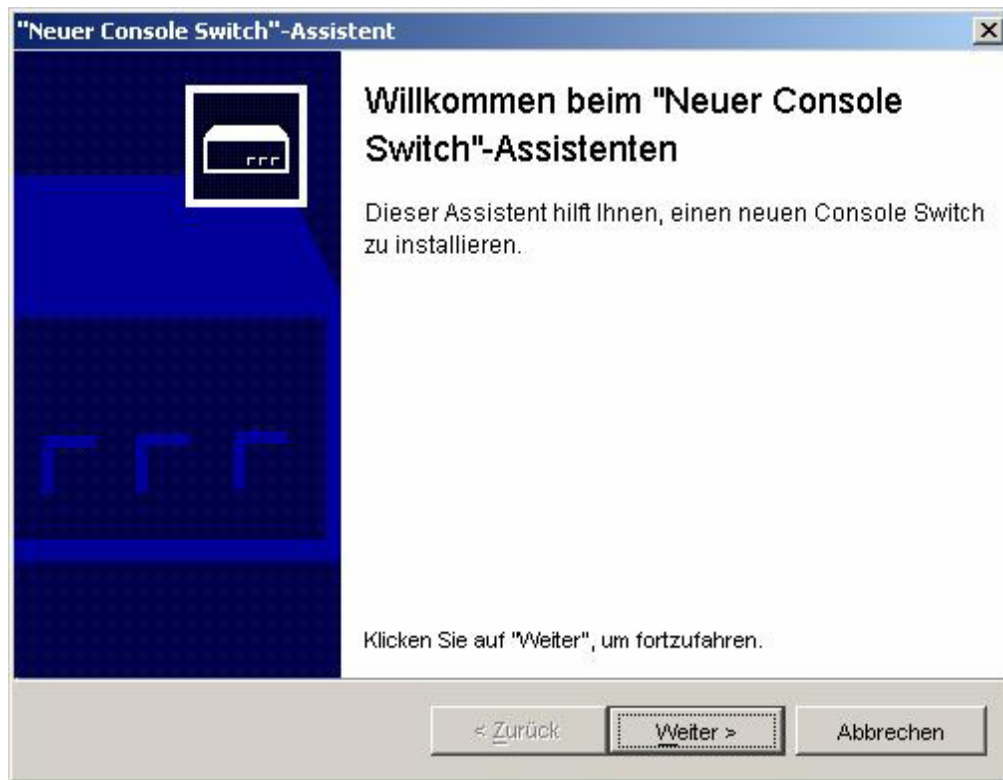 "Neuer Console Switch"-Assistent
Willkommen beim "Neuer Console
Switch"-Assistenten
Dieser Assistent hilft Ihnen, einen neuen Console Switch
zu installieren.
Klicken Sie auf "Weiter", um fortzufahren.
< Zurück
Weiter >
Abbrechen